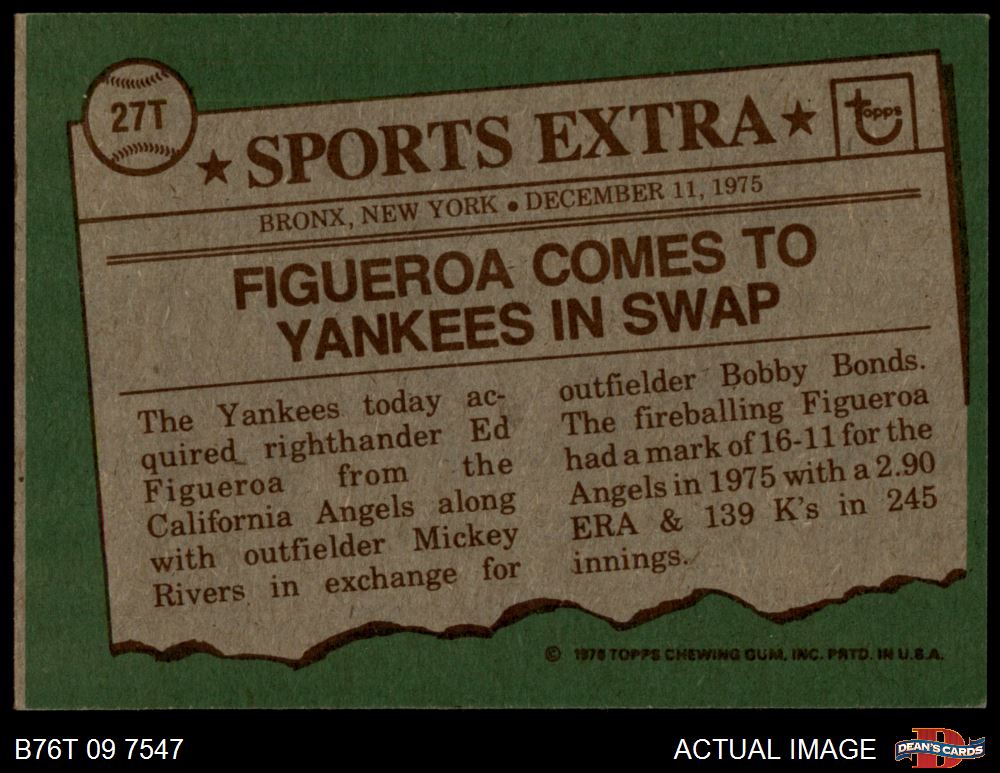 27T
★ SPORTS EXTRA ★
Topps
BRONX, NEW YORK • DECEMBER 11, 1975
FIGUEROA COMES TO
YANKEES IN SWAP
The Yankees today ac-
quired righthander Ed
Figueroa from the
California Angels along
with outfielder Mickey
Rivers in exchange for
outfielder Bobby Bonds.
The fireballing Figueroa
had a mark of 16-11 for the
Angels in 1975 with a 2.90
ERA & 139 K's in 245
innings.
© 1976 TOPPS CHEWING GUM, INC. PRTD. IN U.S.A.
B76T 09 7547
ACTUAL IMAGE
D
DEAN'S CARDS